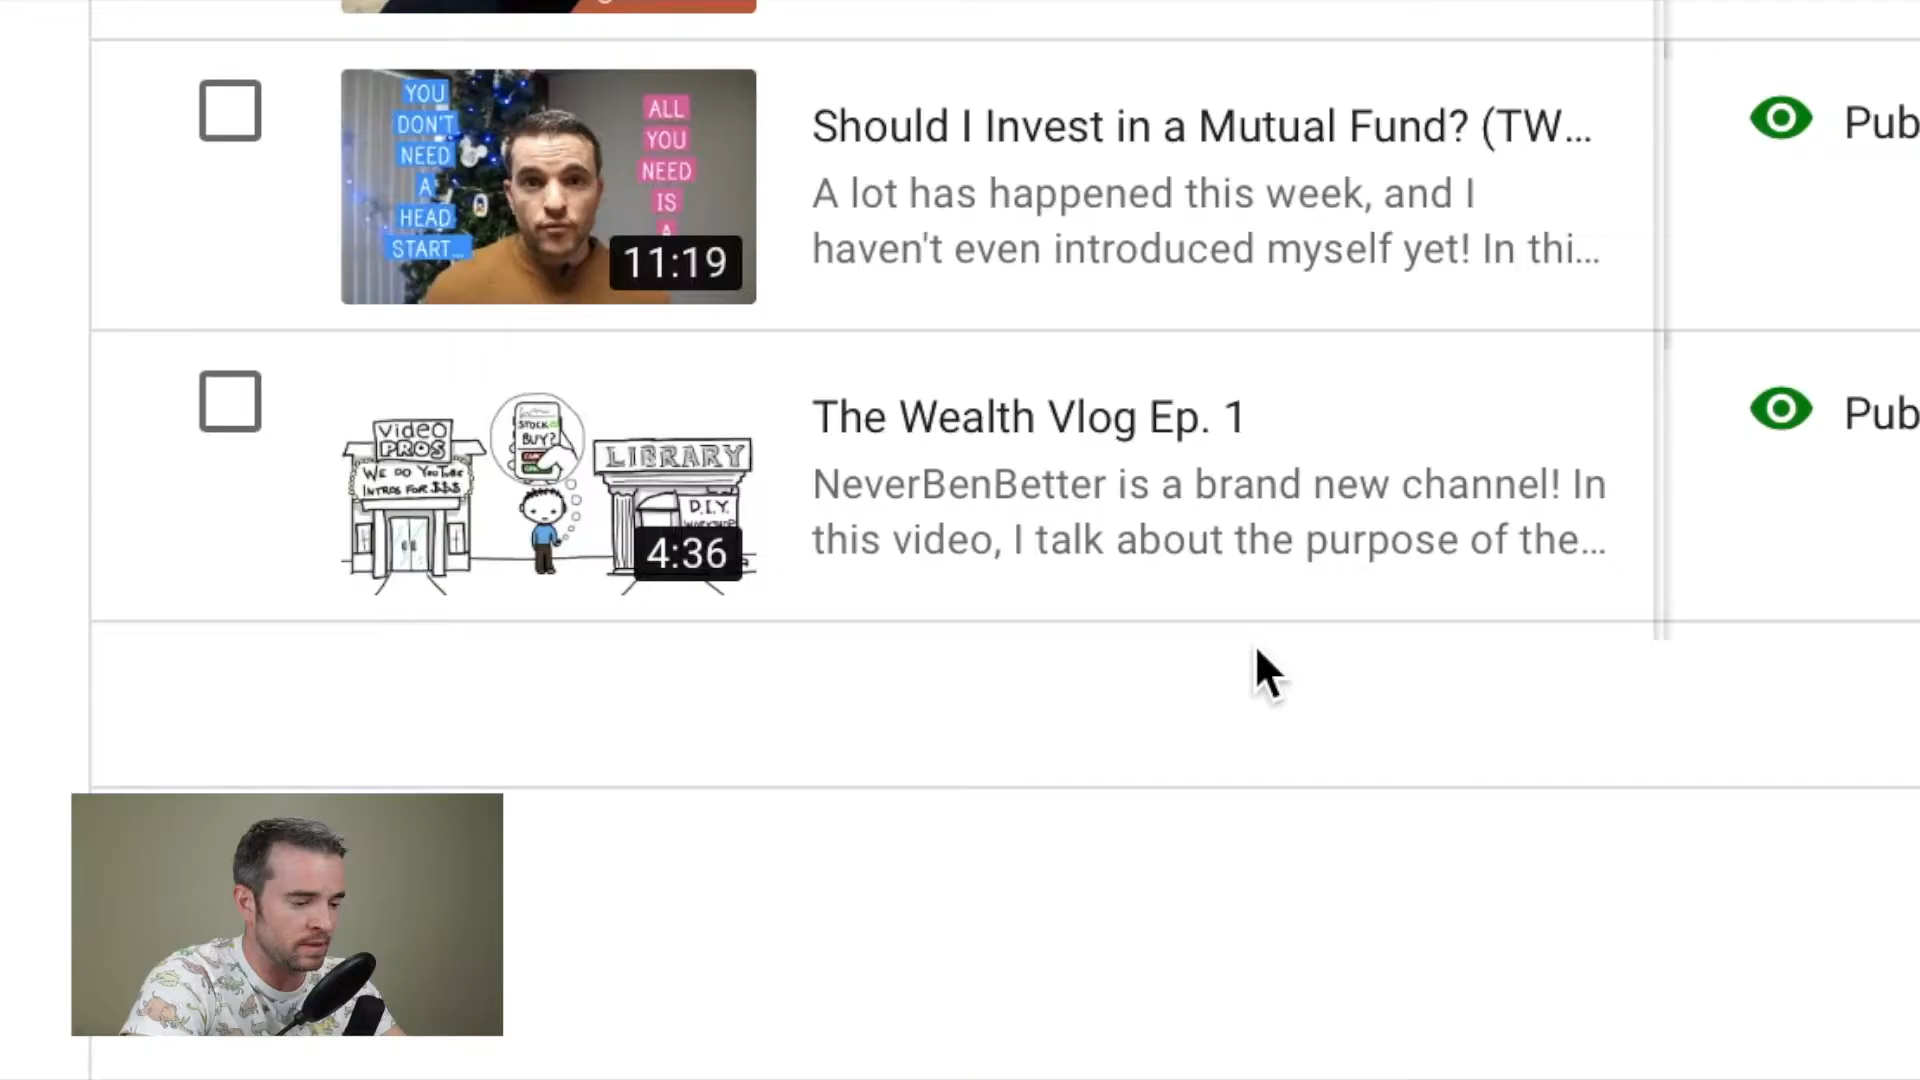 YOU
DON'T
NEED
A
HEAD
START...
ALL
YOU
NEED
IS
A
11:19
Should I Invest in a Mutual Fund? (TW...
A lot has happened this week, and I
haven't even introduced myself yet! In thi...
Pub
video
PROS
WE DO YOUTUBE
INTROS FOR $$$
STOCK
BUY?
LIBRARY
D.I.Y.
WORKSHOP
4:36
The Wealth Vlog Ep. 1
NeverBenBetter is a brand new channel! In
this video, I talk about the purpose of the...
Pub